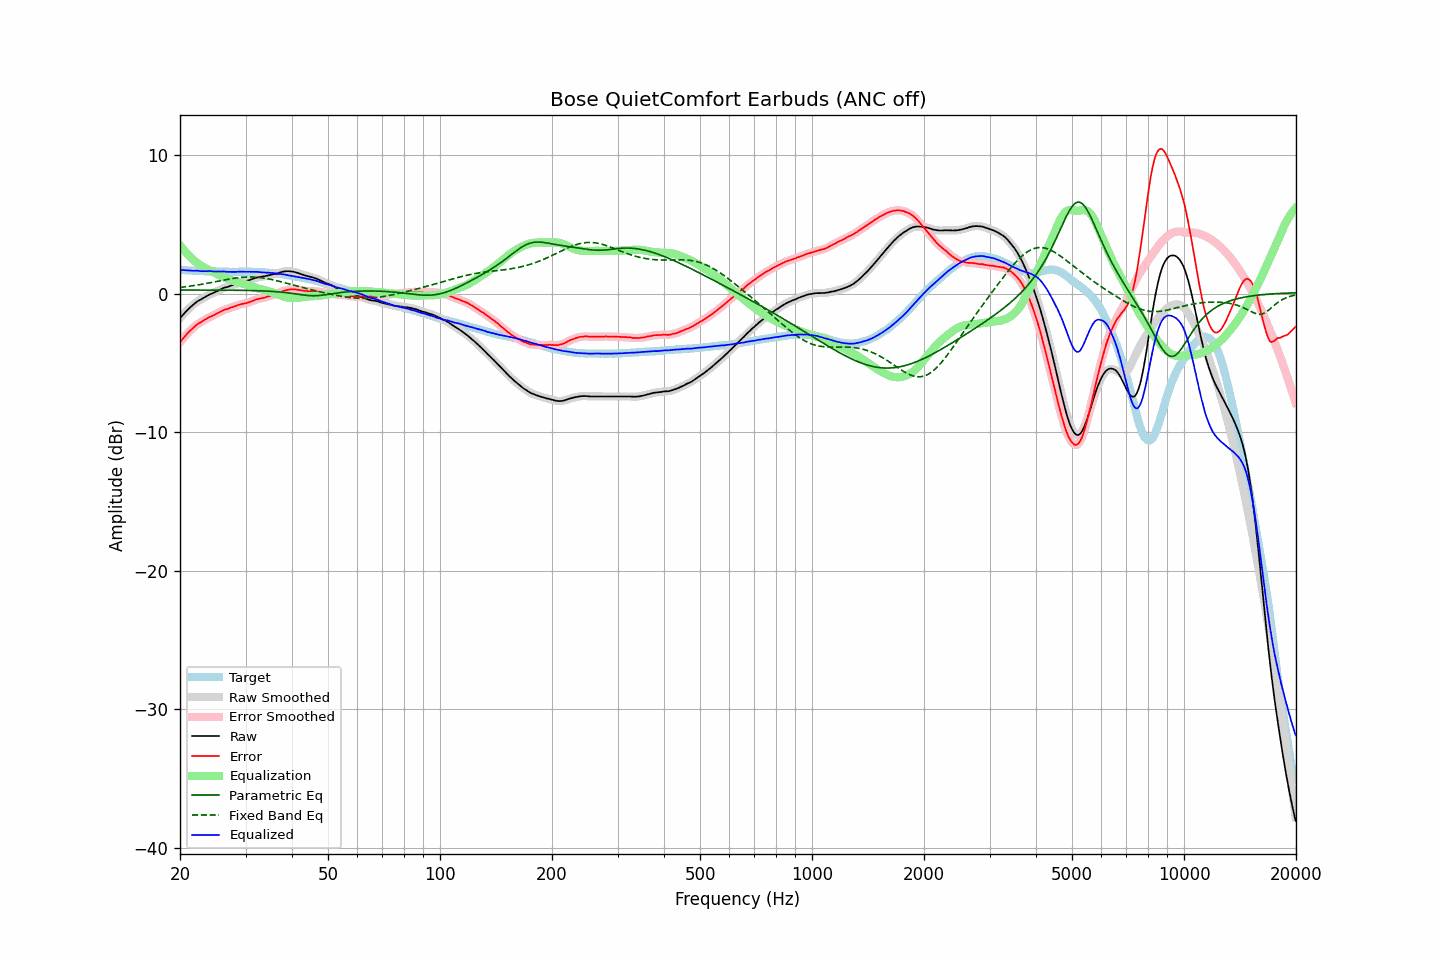 Bose QuietComfort Earbuds (ANC off)
Amplitude (dBr)
10
0
−10
−20
−30
−40
Target
Raw Smoothed
Error Smoothed
Raw
Error
Equalization
Parametric Eq
Fixed Band Eq
Equalized
20 50 100 200 500 1000 2000 5000 10000 20000
Frequency (Hz)